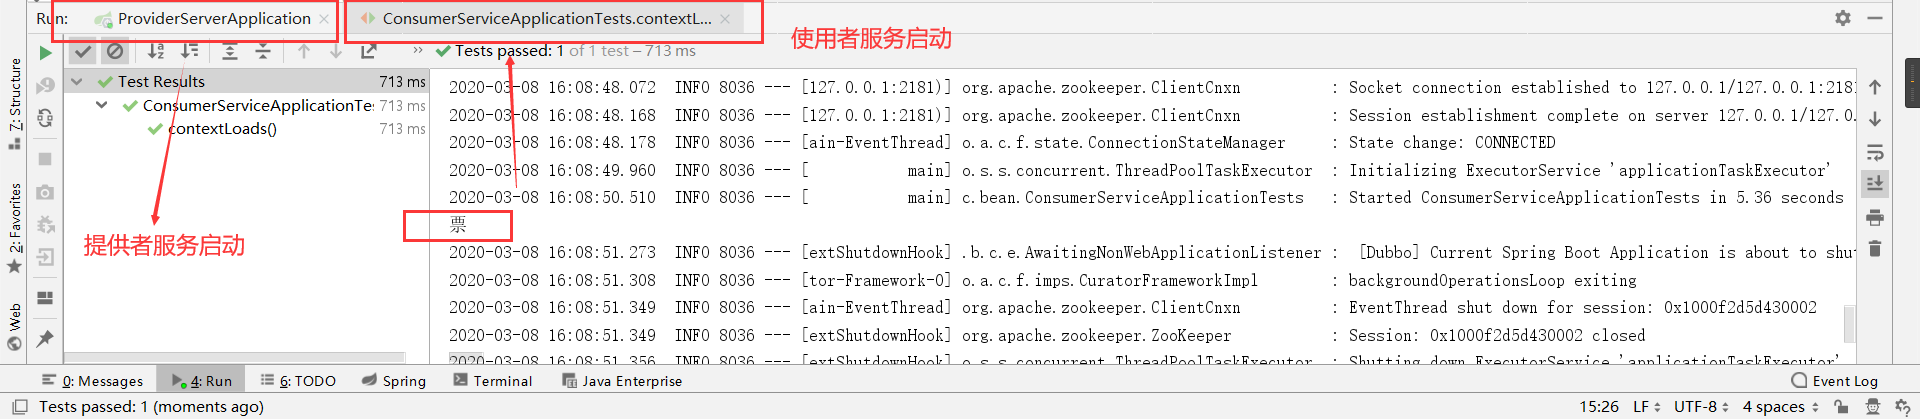 Run: ProviderServerApplication × ConsumerServiceApplicationTests.contextL... ×
使用者服务启动
» Tests passed: 1 of 1 test – 713 ms
Test Results 713 ms
ConsumerServiceApplicationTe: 713 ms
contextLoads() 713 ms
提供者服务启动
2020-03-08 16:08:48.072 INFO 8036 --- [127.0.0.1:2181)] org.apache.zookeeper.ClientCnxn : Socket connection established to 127.0.0.1/127.0.0.1:2181
2020-03-08 16:08:48.168 INFO 8036 --- [127.0.0.1:2181)] org.apache.zookeeper.ClientCnxn : Session establishment complete on server 127.0.0.1/127.0.
2020-03-08 16:08:48.178 INFO 8036 --- [ain-EventThread] o.a.c.f.state.ConnectionStateManager : State change: CONNECTED
2020-03-08 16:08:49.960 INFO 8036 --- [ main] o.s.s.concurrent.ThreadPoolTaskExecutor : Initializing ExecutorService 'applicationTaskExecutor'
2020-03-08 16:08:50.510 INFO 8036 --- [ main] c.bean.ConsumerServiceApplicationTests : Started ConsumerServiceApplicationTests in 5.36 seconds
票
2020-03-08 16:08:51.273 INFO 8036 --- [extShutdownHook] .b.c.e.AwaitingNonWebApplicationListener : [Dubbo] Current Spring Boot Application is about to shu
2020-03-08 16:08:51.308 INFO 8036 --- [tor-Framework-0] o.a.c.f.imps.CuratorFrameworkImpl : backgroundOperationsLoop exiting
2020-03-08 16:08:51.349 INFO 8036 --- [ain-EventThread] org.apache.zookeeper.ClientCnxn : EventThread shut down for session: 0x1000f2d5d430002
2020-03-08 16:08:51.349 INFO 8036 --- [extShutdownHook] org.apache.zookeeper.ZooKeeper : Session: 0x1000f2d5d430002 closed
2020-03-08 16:08:51.356 INFO 8036 --- [extShutdownHook] o.s.s.concurrent.ThreadPoolTaskExecutor : Shutting down ExecutorService 'applicationTaskExecutor'
Z: Structure
2: Favorites
Web
0: Messages 4: Run 6: TODO Spring Terminal Java Enterprise Event Log
Tests passed: 1 (moments ago) 15:26 LF UTF-8 4 spaces